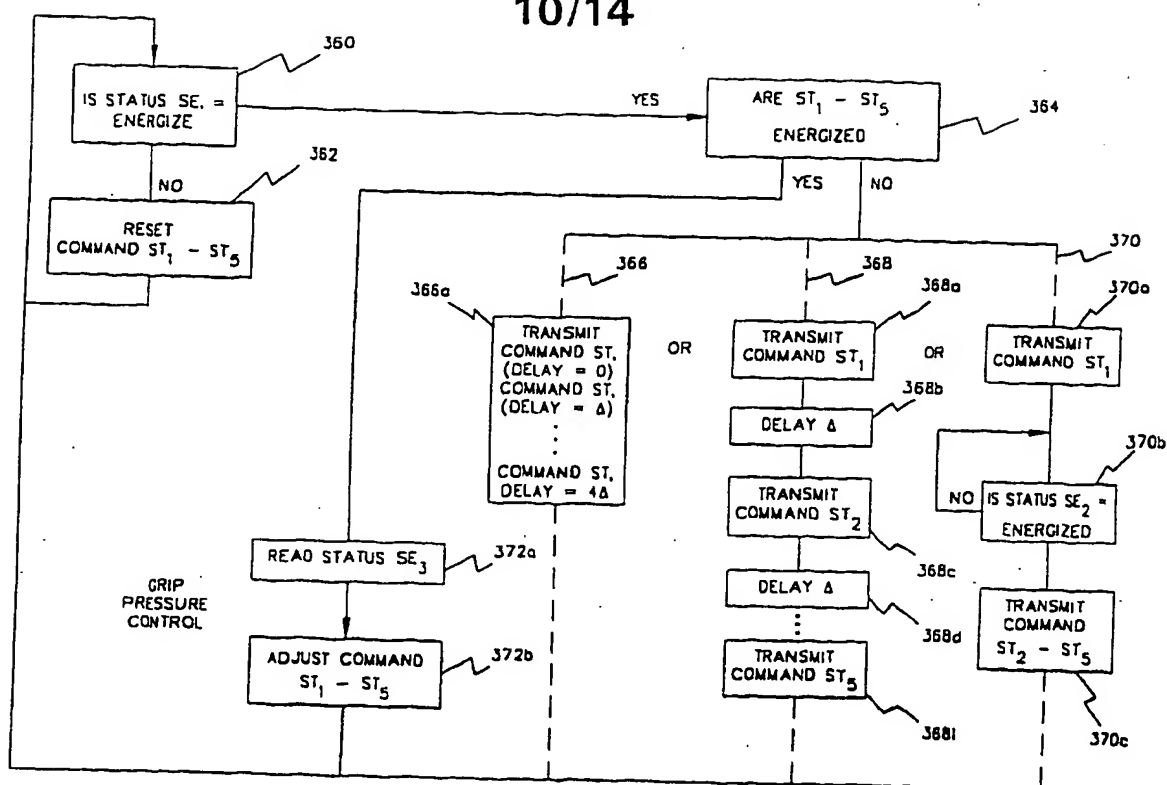 10/14
360
IS STATUS SE. =
ENERGIZE
YES
ARE ST1 - ST5
ENERGIZED
364
NO
362
RESET
COMMAND ST1 - ST5
YES
NO
366
368
370
366a
TRANSMIT
COMMAND ST.
(DELAY = 0)
COMMAND ST.
(DELAY = Δ)
⋮
COMMAND ST.
DELAY = 4Δ
OR
368a
TRANSMIT
COMMAND ST1
368b
DELAY Δ
TRANSMIT
COMMAND ST2
368c
DELAY Δ
368d
⋮
TRANSMIT
COMMAND ST5
368i
OR
370a
TRANSMIT
COMMAND ST1
370b
NO
IS STATUS SE2 =
ENERGIZED
TRANSMIT
COMMAND
ST2 - ST5
370c
READ STATUS SE3
372a
GRIP
PRESSURE
CONTROL
ADJUST COMMAND
ST1 - ST5
372b